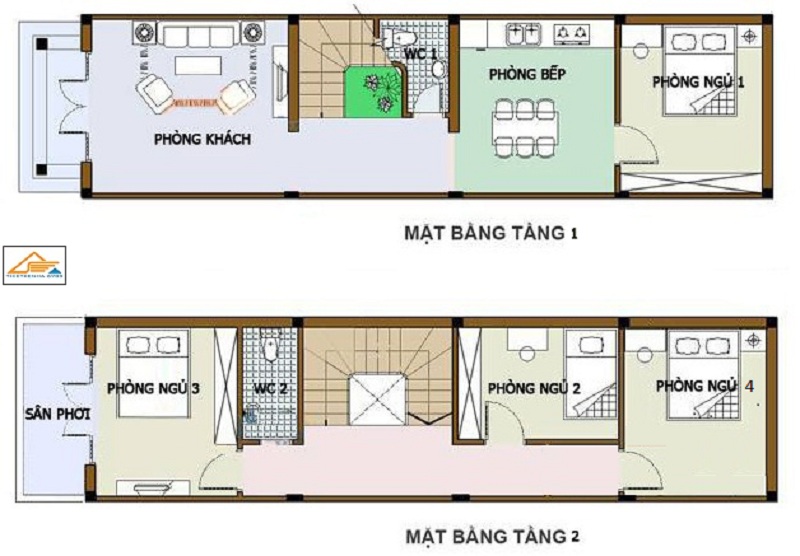 WC 1
PHÒNG BẾP
PHÒNG NGỦ 1
PHÒNG KHÁCH
MẶT BẰNG TẦNG 1
PHÒNG NGỦ 3
WC 2
PHÒNG NGỦ 2
PHÒNG NGỦ 4
SÂN PHƠI
MẶT BẰNG TẦNG 2